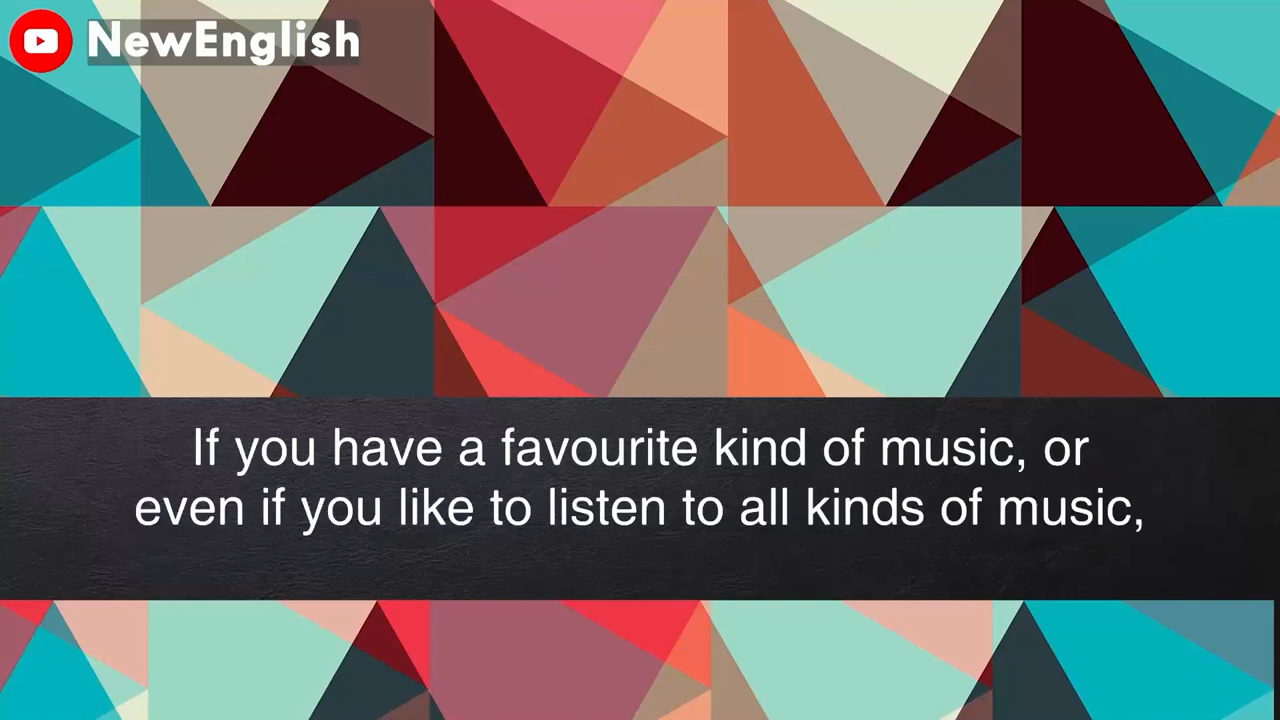 NewEnglish
If you have a favourite kind of music, or
even if you like to listen to all kinds of music,